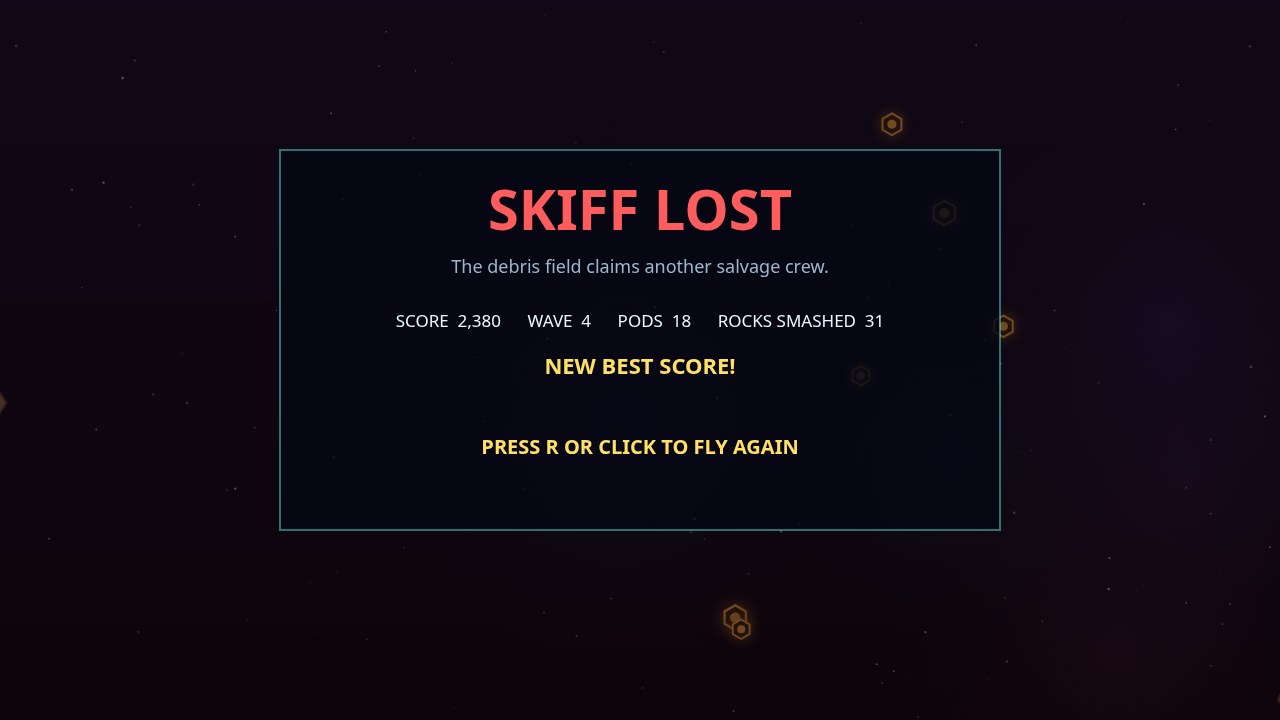 SKIFF LOST
The debris field claims another salvage crew.
SCORE 2,380 WAVE 4 PODS 18 ROCKS SMASHED 31
NEW BEST SCORE!
PRESS R OR CLICK TO FLY AGAIN